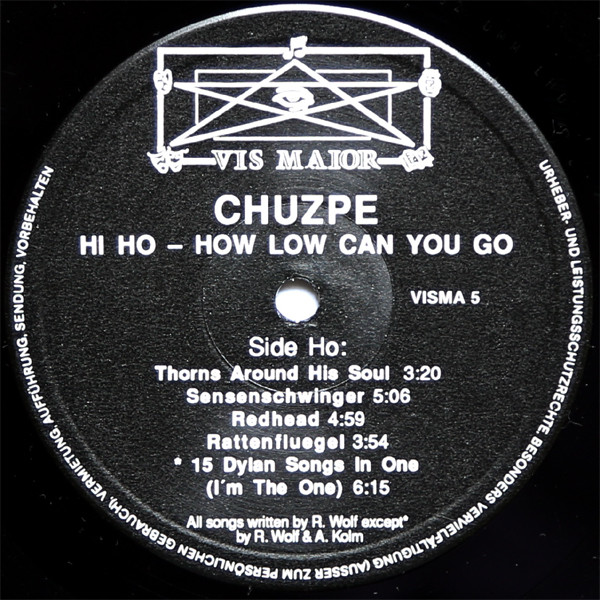 VIS MAIOR
CHUZPE
HI HO – HOW LOW CAN YOU GO
VISMA 5
Side Ho:
Thorns Around His Soul 3:20
Sensenschwinger 5:06
Redhead 4:59
Rattenfluegel 3:54
* 15 Dylan Songs In One
(I´m The One) 6:15
All songs written by R. Wolf except*
by R. Wolf & A. Kolm
URHEBER- UND LEISTUNGSSCHUTZRECHTE, BESONDERS VERVIELFÄLTIGUNG (AUSSER ZUM PERSÖNLICHEN GEBRAUCH), VERMIETUNG, AUFFÜHRUNG, SENDUNG, VORBEHALTEN